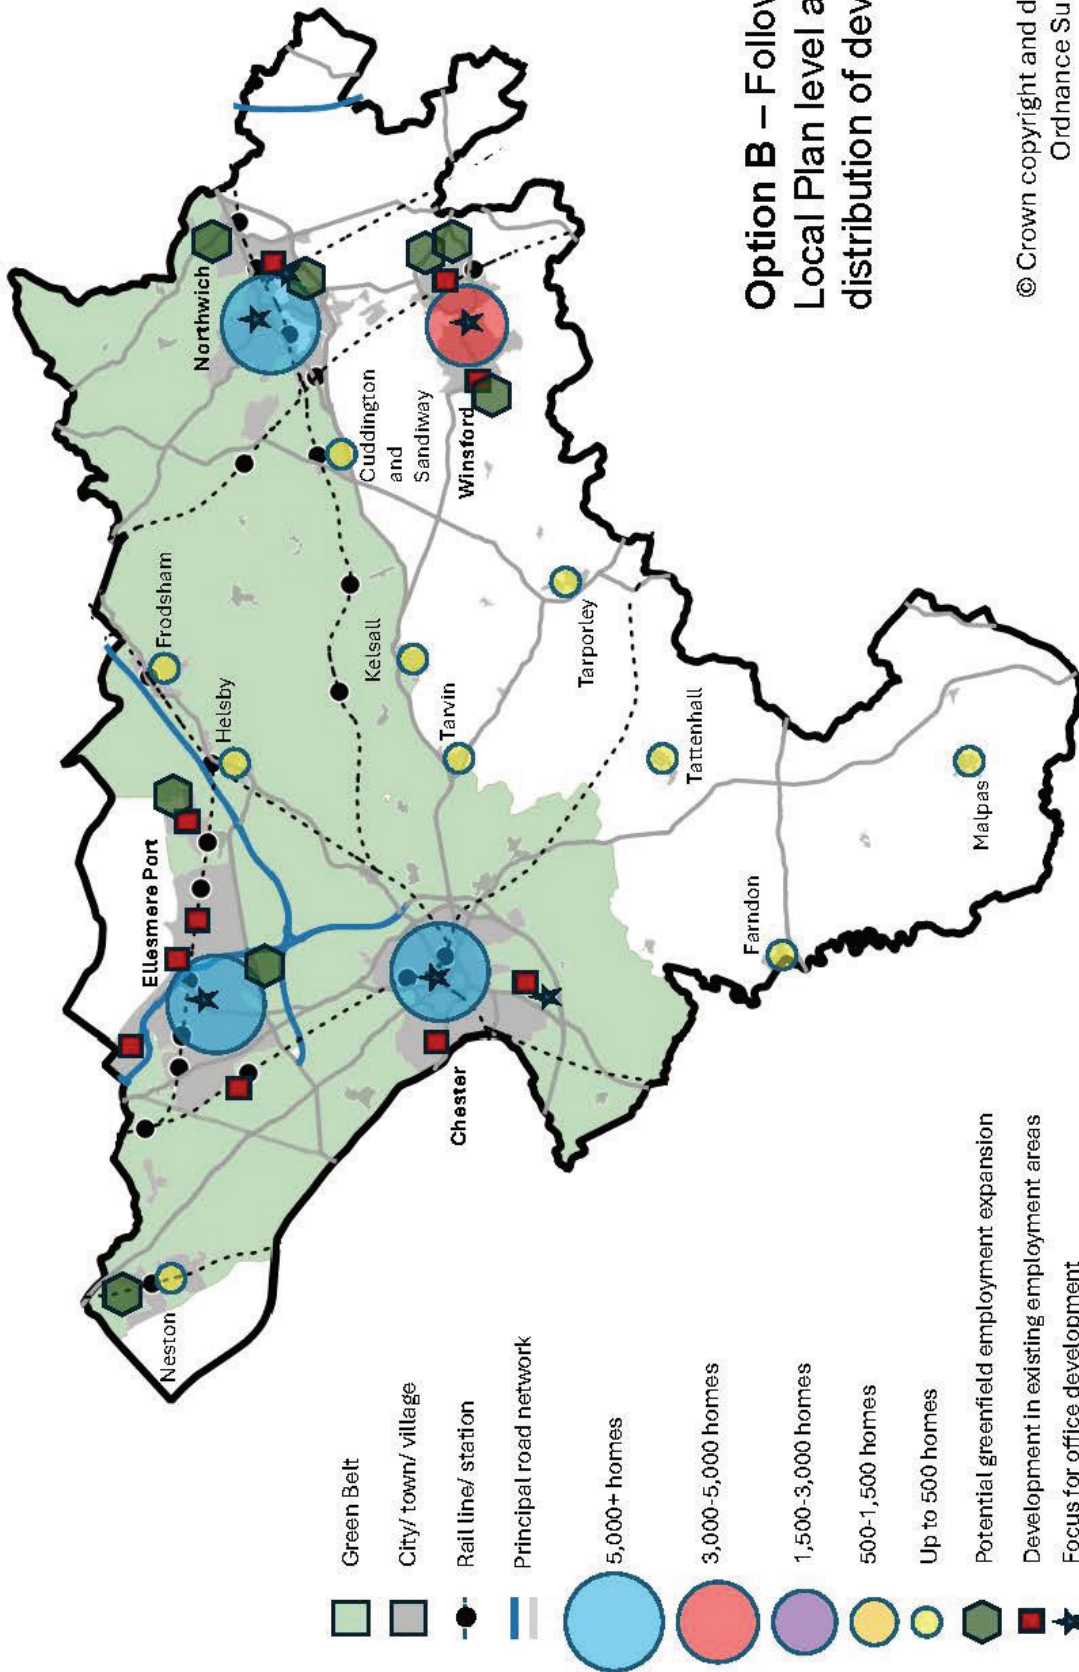 Option B – Follow
Local Plan level a
distribution of dev
© Crown copyright and d
Ordnance Su
Northwich
Cuddington
and
Sandiway
Winsford
Frodsham
Helsby
Kelsall
Tarvin
Tarporley
Tattenhall
Ellesmere Port
Chester
Farndon
Malpas
Neston
Green Belt
City/ town/ village
Rail line/ station
Principal road network
5,000+ homes
3,000-5,000 homes
1,500-3,000 homes
500-1,500 homes
Up to 500 homes
Potential greenfield employment expansion
Development in existing employment areas
Focus for office development